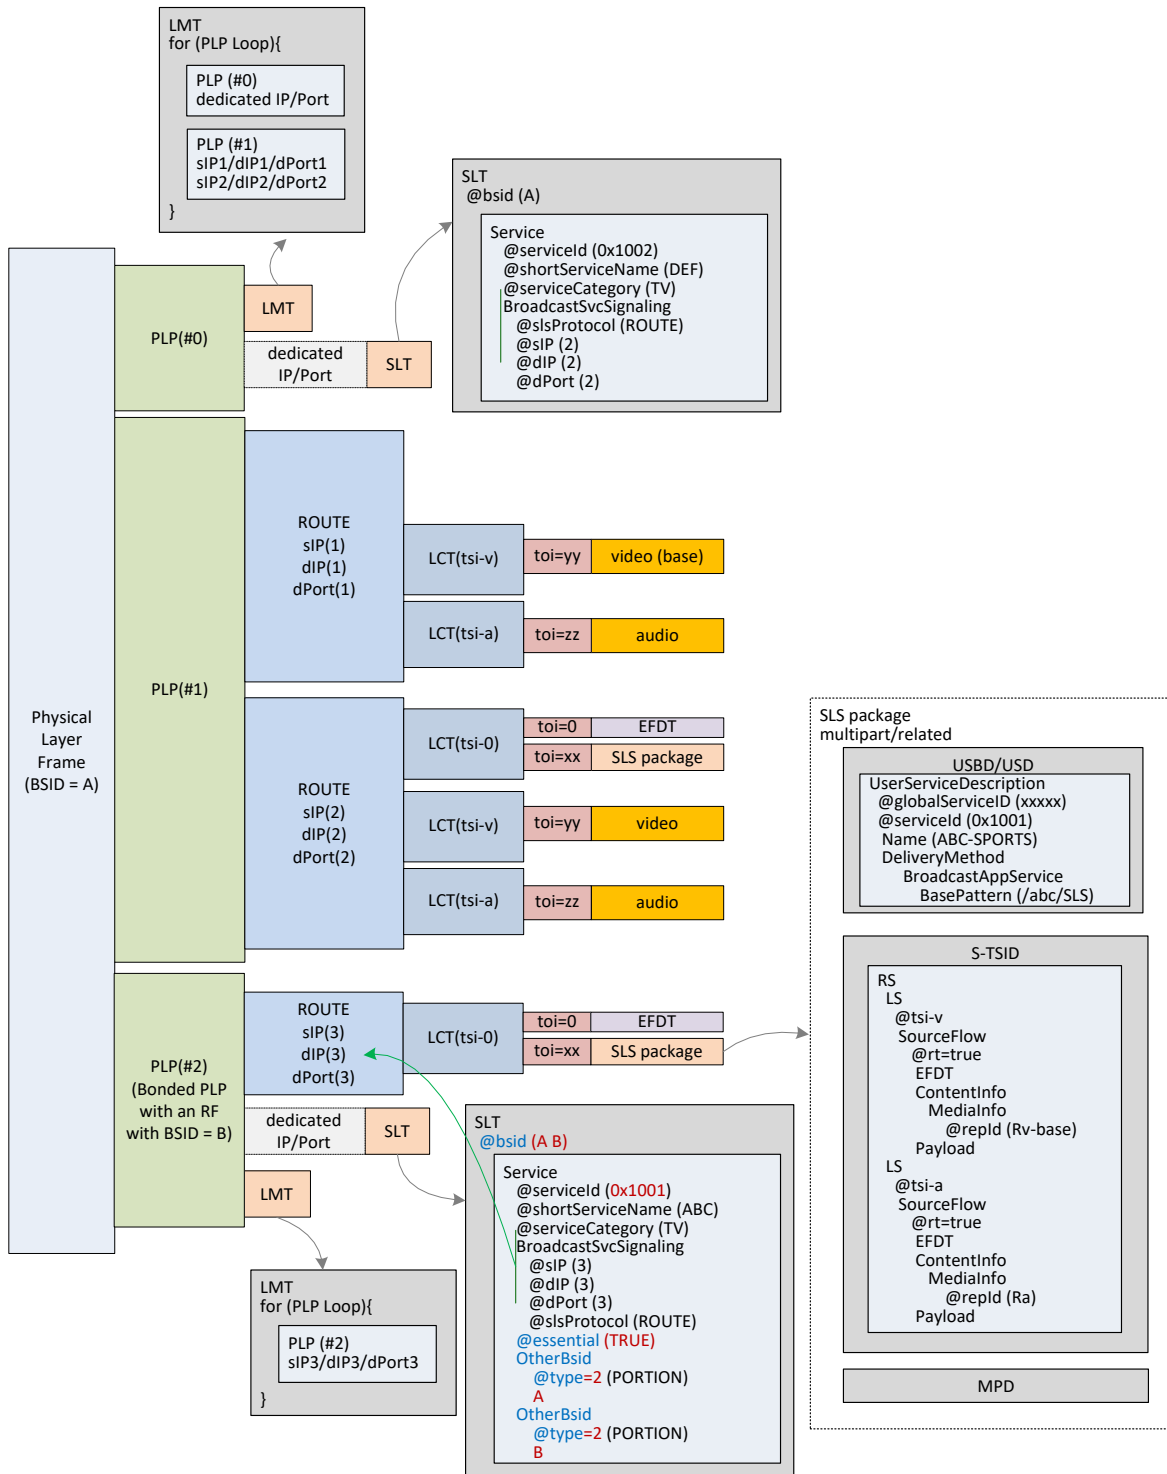 LMT
for (PLP Loop){
PLP (#0)
dedicated IP/Port
PLP (#1)
sIP1/dIP1/dPort1
sIP2/dIP2/dPort2
}
SLT
@bsid (A)
Service
@serviceId (0x1002)
@shortServiceName (DEF)
@serviceCategory (TV)
BroadcastSvcSignaling
@slsProtocol (ROUTE)
@sIP (2)
@dIP (2)
@dPort (2)
Physical
Layer
Frame
(BSID = A)
PLP(#0)
LMT
dedicated
IP/Port
SLT
PLP(#1)
ROUTE
sIP(1)
dIP(1)
dPort(1)
LCT(tsi-v)
toi=yy
video (base)
LCT(tsi-a)
toi=zz
audio
ROUTE
sIP(2)
dIP(2)
dPort(2)
LCT(tsi-0)
toi=0
EFDT
toi=xx
SLS package
LCT(tsi-v)
toi=yy
video
LCT(tsi-a)
toi=zz
audio
PLP(#2)
(Bonded PLP
with an RF
with BSID = B)
ROUTE
sIP(3)
dIP(3)
dPort(3)
LCT(tsi-0)
toi=0
EFDT
toi=xx
SLS package
dedicated
IP/Port
SLT
LMT
LMT
for (PLP Loop){
PLP (#2)
sIP3/dIP3/dPort3
}
SLT
@bsid (A B)
Service
@serviceId (0x1001)
@shortServiceName (ABC)
@serviceCategory (TV)
BroadcastSvcSignaling
@sIP (3)
@dIP (3)
@dPort (3)
@slsProtocol (ROUTE)
@essential (TRUE)
OtherBsid
@type=2 (PORTION)
A
OtherBsid
@type=2 (PORTION)
B
SLS package
multipart/related
USBD/USD
UserServiceDescription
@globalServiceID (xxxxx)
@serviceId (0x1001)
Name (ABC-SPORTS)
DeliveryMethod
BroadcastAppService
BasePattern (/abc/SLS)
S-TSID
RS
LS
@tsi-v
SourceFlow
@rt=true
EFDT
ContentInfo
MediaInfo
@repId (Rv-base)
Payload
LS
@tsi-a
SourceFlow
@rt=true
EFDT
ContentInfo
MediaInfo
@repId (Ra)
Payload
MPD